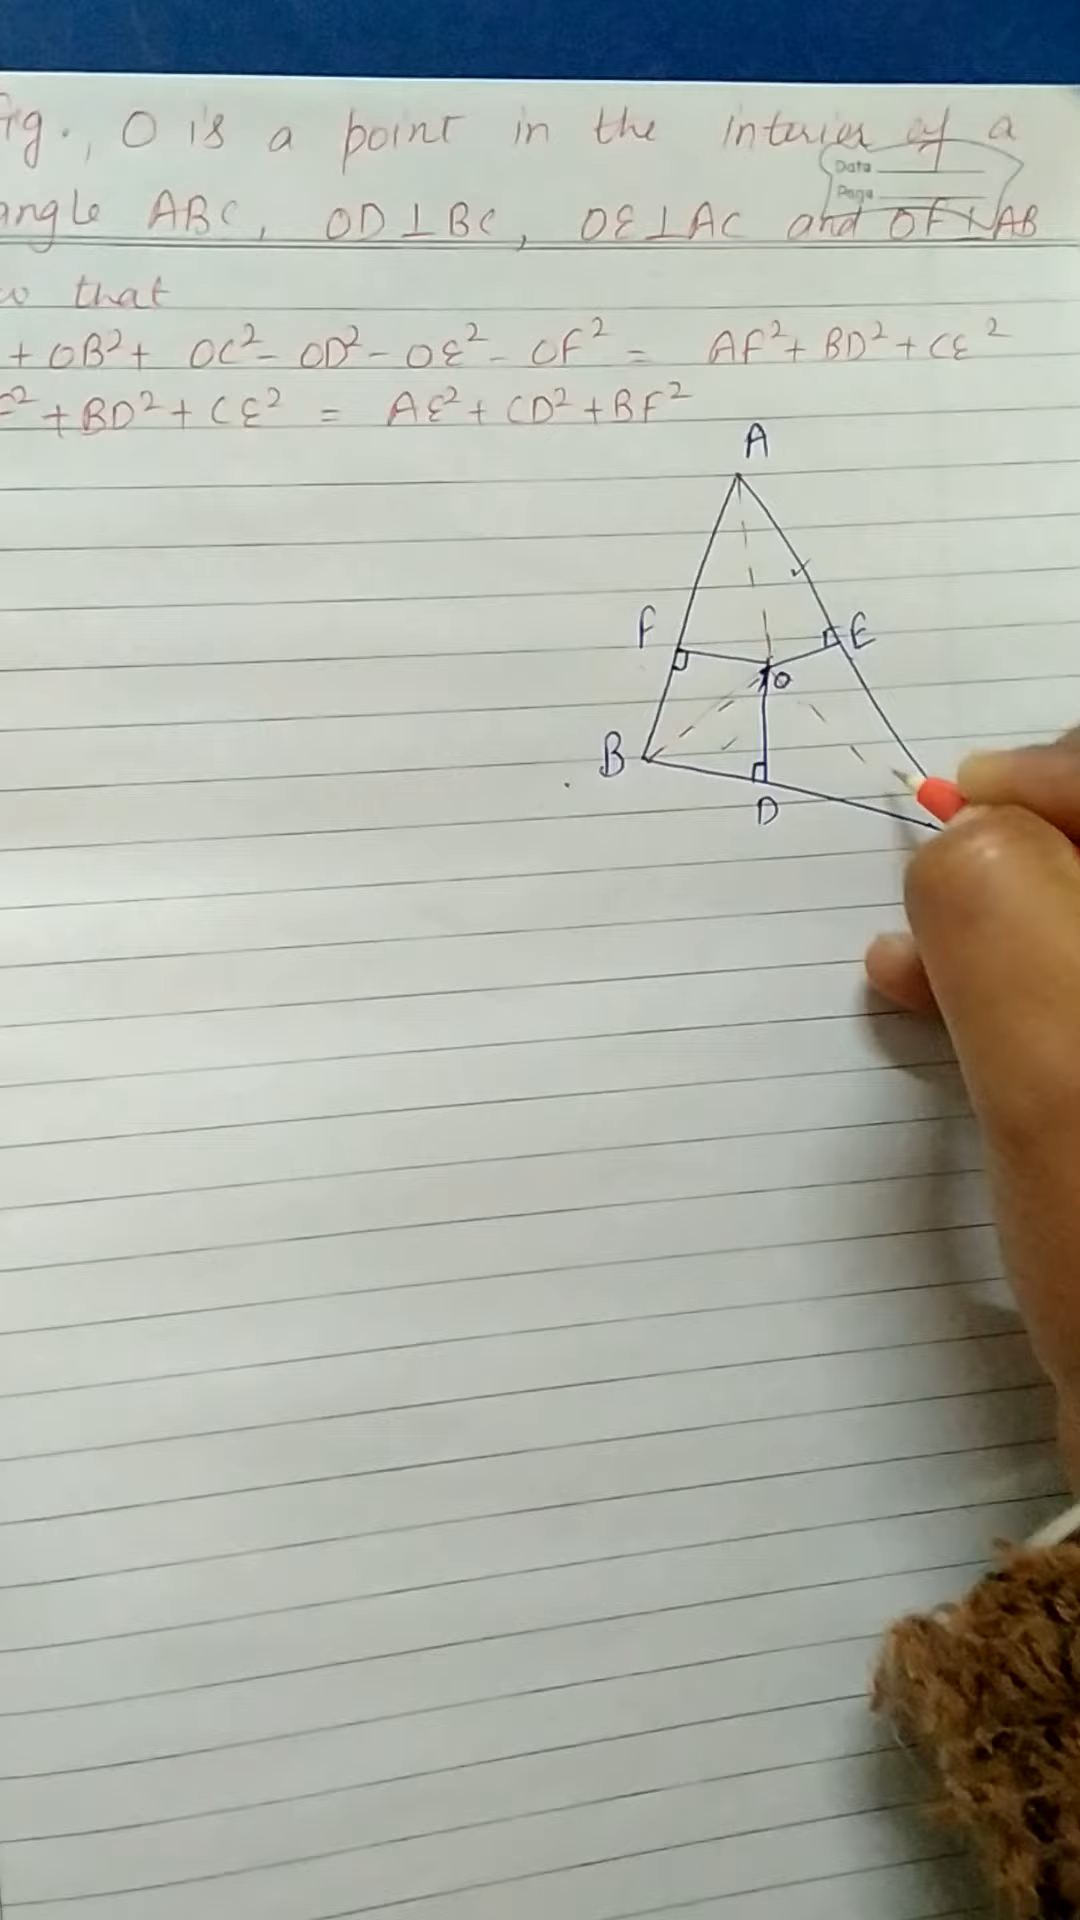 fig., O is a point in the interior of a
Data
Page
angle ABC, OD⊥BC, OE⊥AC and OF⊥AB
w that
+ OB²+ OC²- OD²- OE²- OF² = AF²+ BD²+ CE²
²+ BD²+ CE² = AE²+ CD²+ BF²
A
F
E
O
B
D